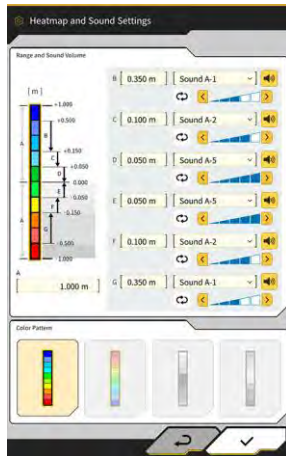 Heatmap and Sound Settings
Range and Sound Volume
[m]
+1.000
+0.500
+0.150
+0.050
0.000
-0.050
-0.150
-0.500
-1.000
A
A
B
C
D
E
F
G
A
[ 1.000 m ]
B [ 0.350 m ] [ Sound A-1 ]
C [ 0.100 m ] [ Sound A-2 ]
D [ 0.050 m ] [ Sound A-5 ]
E [ 0.050 m ] [ Sound A-5 ]
F [ 0.100 m ] [ Sound A-2 ]
G [ 0.350 m ] [ Sound A-1 ]
Color Pattern